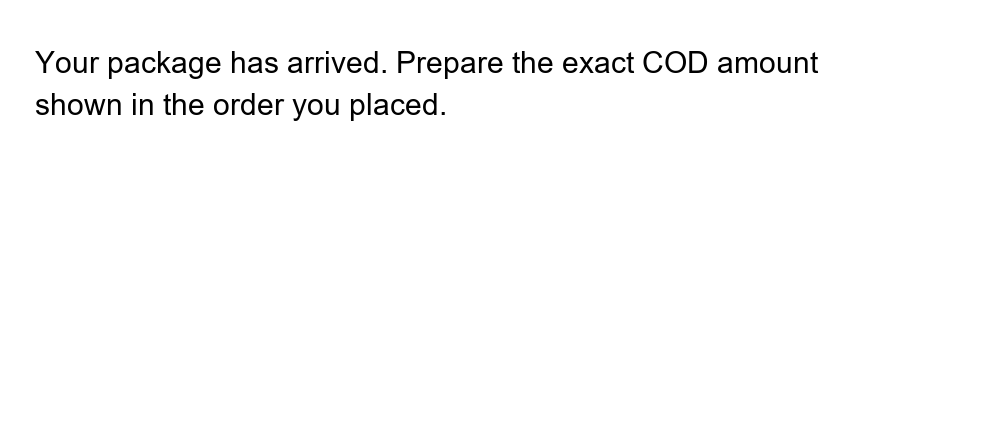 Your package has arrived. Prepare the exact COD amount
shown in the order you placed.